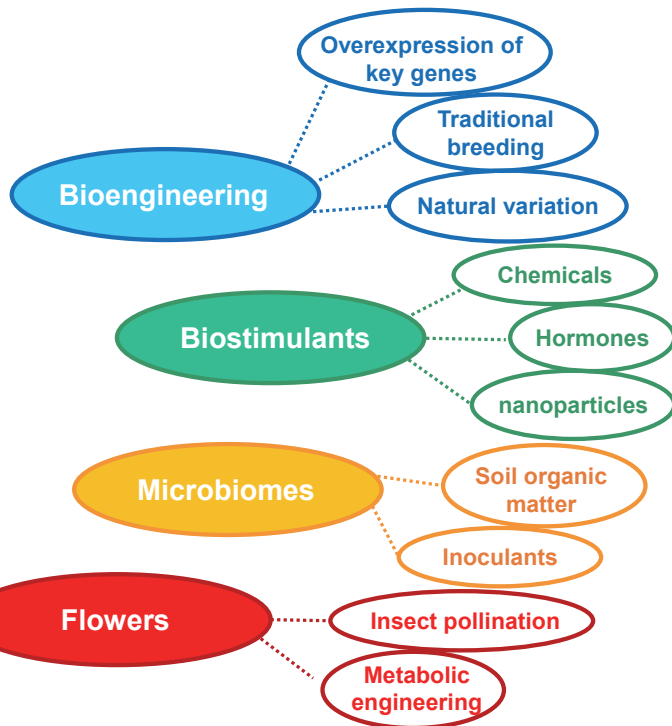 Overexpression of
key genes
Traditional
breeding
Bioengineering
Natural variation
Chemicals
Biostimulants
Hormones
nanoparticles
Microbiomes
Soil organic
matter
Inoculants
Flowers
Insect pollination
Metabolic
engineering